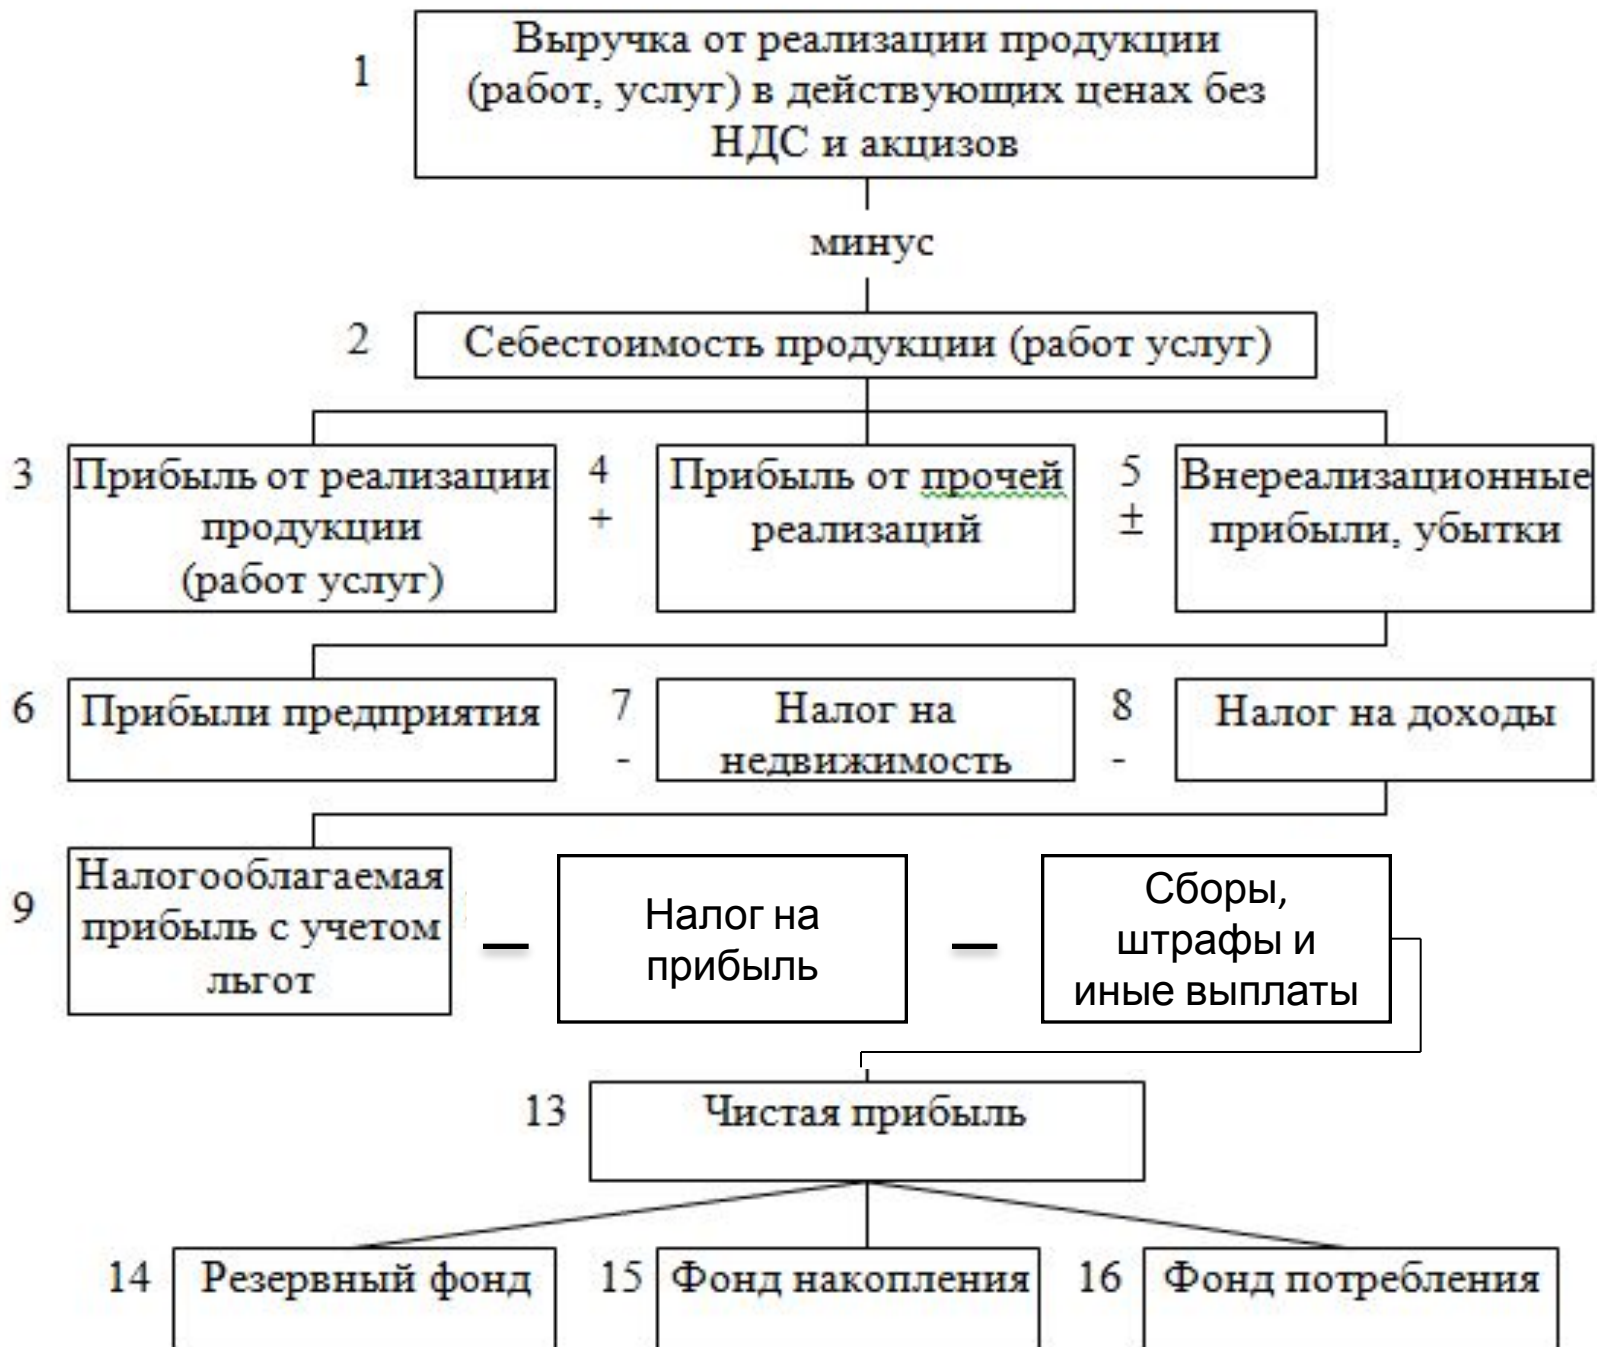 1
Выручка от реализации продукции
(работ, услуг) в действующих ценах без
НДС и акцизов
минус
2
Себестоимость продукции (работ услуг)
3
Прибыль от реализации
продукции
(работ услуг)
4
+
Прибыль от прочей
реализаций
5
±
Внереализационные
прибыли, убытки
6
Прибыли предприятия
7
-
Налог на
недвижимость
8
-
Налог на доходы
9
Налогооблагаемая
прибыль с учетом
льгот
—
Налог на
прибыль
—
Сборы,
штрафы и
иные выплаты
13
Чистая прибыль
14
Резервный фонд
15
Фонд накопления
16
Фонд потребления